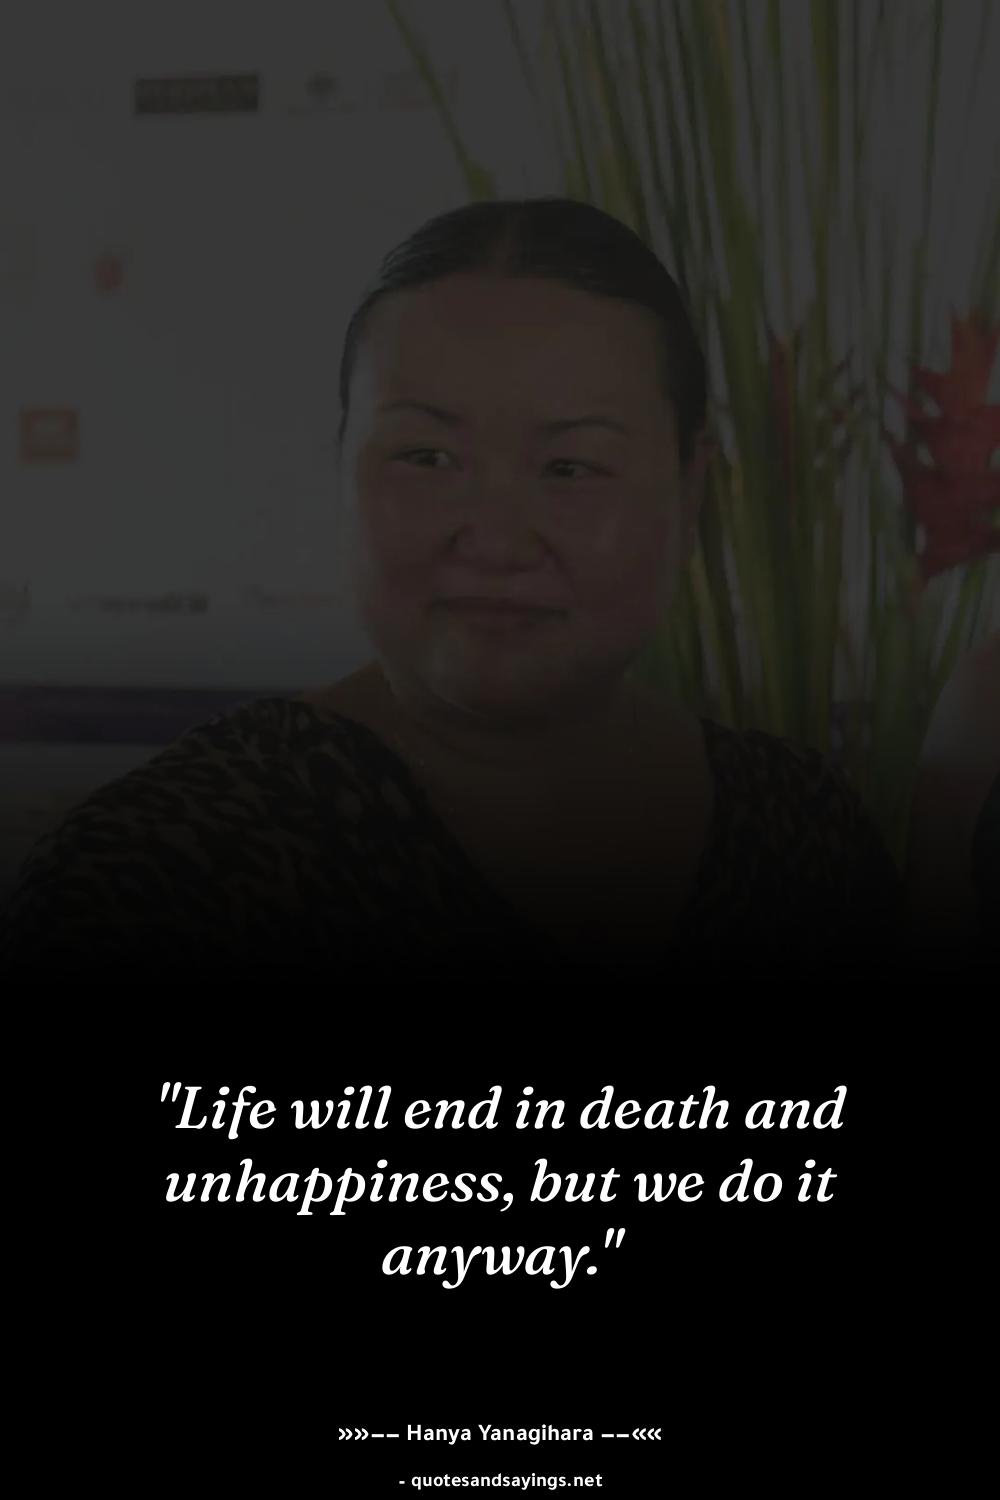 "Life will end in death and
unhappiness, but we do it
anyway."
»»–– Hanya Yanagihara ––««
- quotesandsayings.net